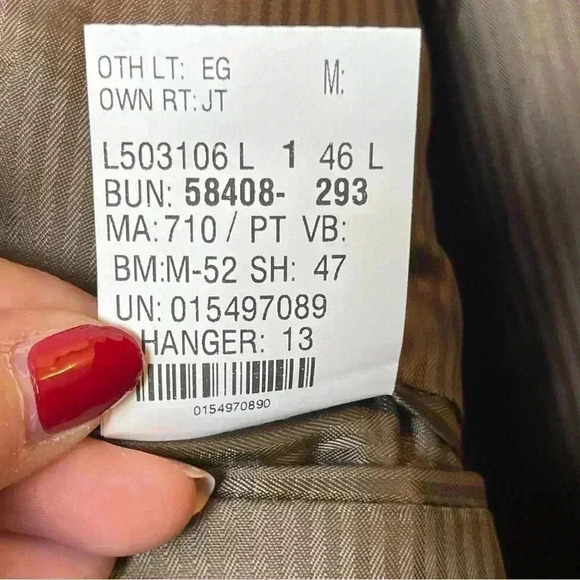 OTH LT: EG M:
OWN RT:JT
L503106 L 1 46 L
BUN: 58408- 293
MA:710 / PT VB:
BM:M-52 SH: 47
UN: 015497089
HANGER: 13
0154970890